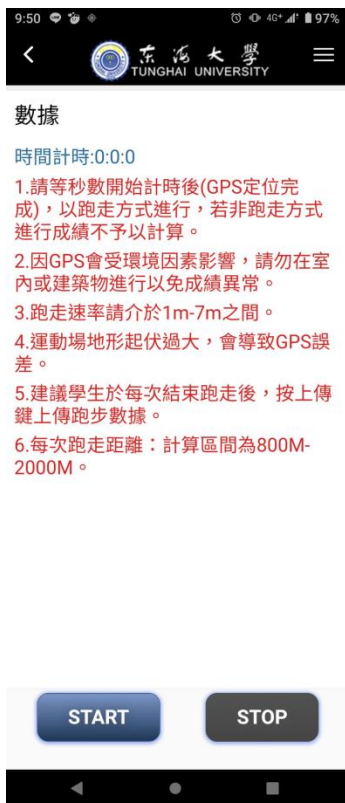 9:50 4G+ 97%
东海大學
TUNGHAI UNIVERSITY
數據
時間計時:0:0:0
1.請等秒數開始計時後(GPS定位完
成)，以跑走方式進行，若非跑走方式
進行成績不予以計算。
2.因GPS會受環境因素影響，請勿在室
內或建築物進行以免成績異常。
3.跑走速率請介於1m-7m之間。
4.運動場地形起伏過大，會導致GPS誤
差。
5.建議學生於每次結束跑走後，按上傳
鍵上傳跑步數據。
6.每次跑走距離：計算區間為800M-
2000M。
START STOP